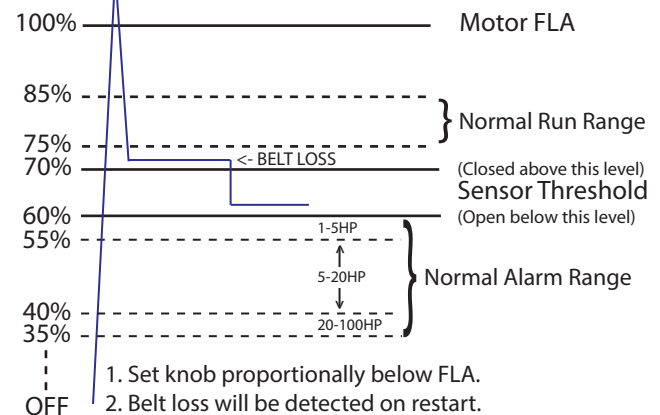 100% Motor FLA
85%
Normal Run Range
75%
<- BELT LOSS
70% (Closed above this level)
Sensor Threshold
60% (Open below this level)
1-5HP
55%
5-20HP Normal Alarm Range
40%
20-100HP
35%
1. Set knob proportionally below FLA.
OFF 2. Belt loss will be detected on restart.